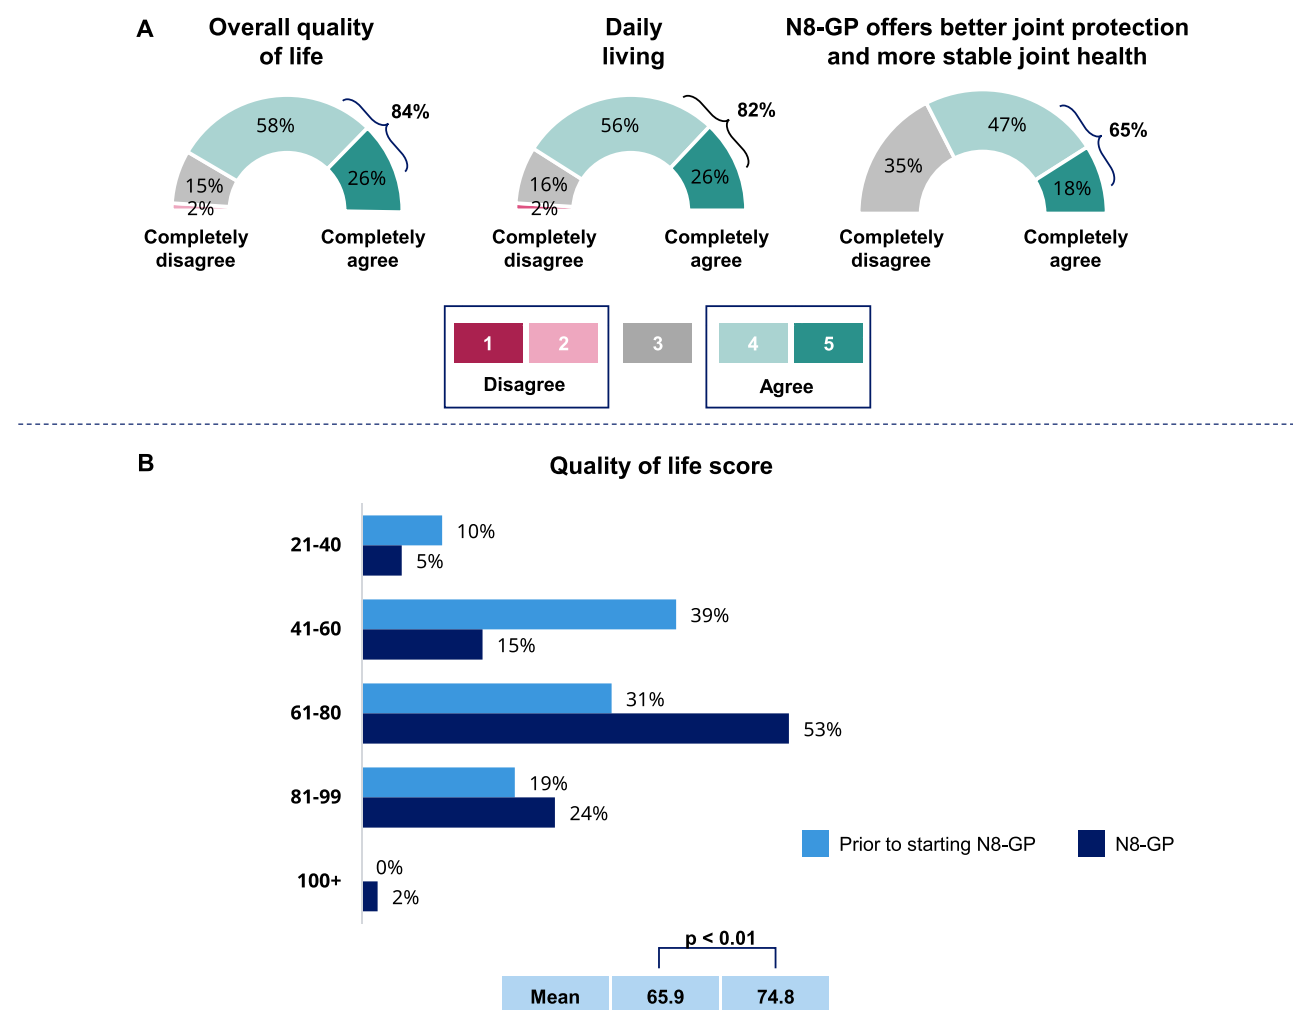 A
Overall quality
of life
58%
84%
15%
26%
2%
Completely
disagree
Completely
agree
Daily
living
56%
82%
16%
26%
2%
Completely
disagree
Completely
agree
N8-GP offers better joint protection
and more stable joint health
47%
65%
35%
18%
Completely
disagree
Completely
agree
1 2 3 4 5
Disagree
Agree
B
Quality of life score
21-40
10%
5%
41-60
39%
15%
61-80
31%
53%
81-99
19%
24%
100+
0%
2%
Prior to starting N8-GP
N8-GP
p < 0.01
Mean 65.9 74.8